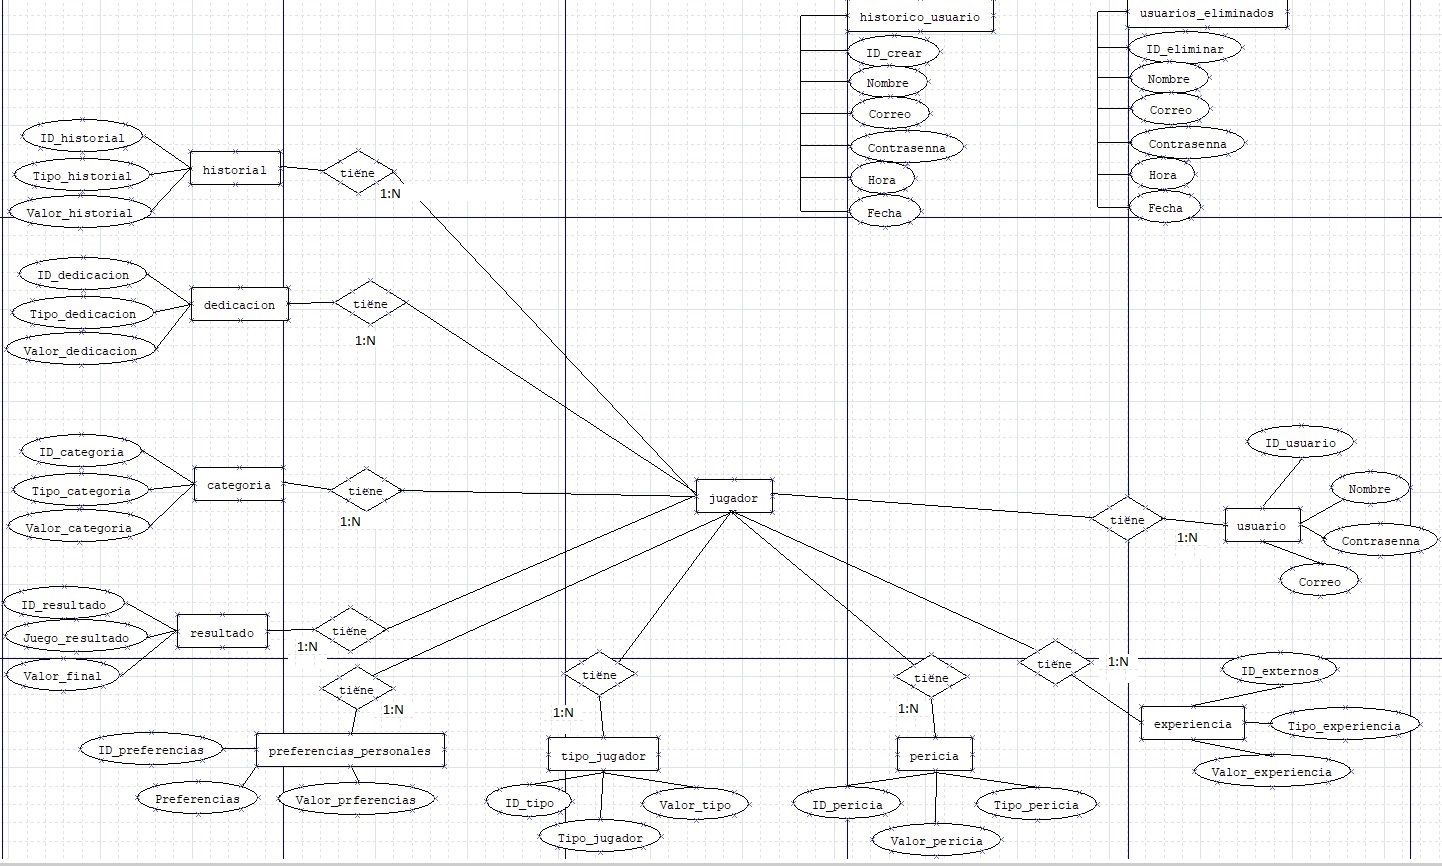 historico_usuario
ID_crear
Nombre
Correo
Contrasenna
Hora
Fecha
usuarios_eliminados
ID_eliminar
Nombre
Correo
Contrasenna
Hora
Fecha
ID_historial
Tipo_historial
Valor_historial
historial
tiene
1:N
ID_dedicacion
Tipo_dedicacion
Valor_dedicacion
dedicacion
tiene
1:N
ID_categoria
Tipo_categoria
Valor_categoria
categoria
tiene
1:N
jugador
tiene
1:N
usuario
ID_usuario
Nombre
Contrasenna
Correo
ID_resultado
Juego_resultado
Valor_final
resultado
1:N
tiene
tiene
1:N
preferencias_personales
ID_preferencias
Preferencias
Valor_prferencias
tiene
1:N
tipo_jugador
ID_tipo
Tipo_jugador
Valor_tipo
tiene
1:N
pericia
ID_pericia
Valor_pericia
Tipo_pericia
tiene
1:N
experiencia
ID_externos
Tipo_experiencia
Valor_experiencia